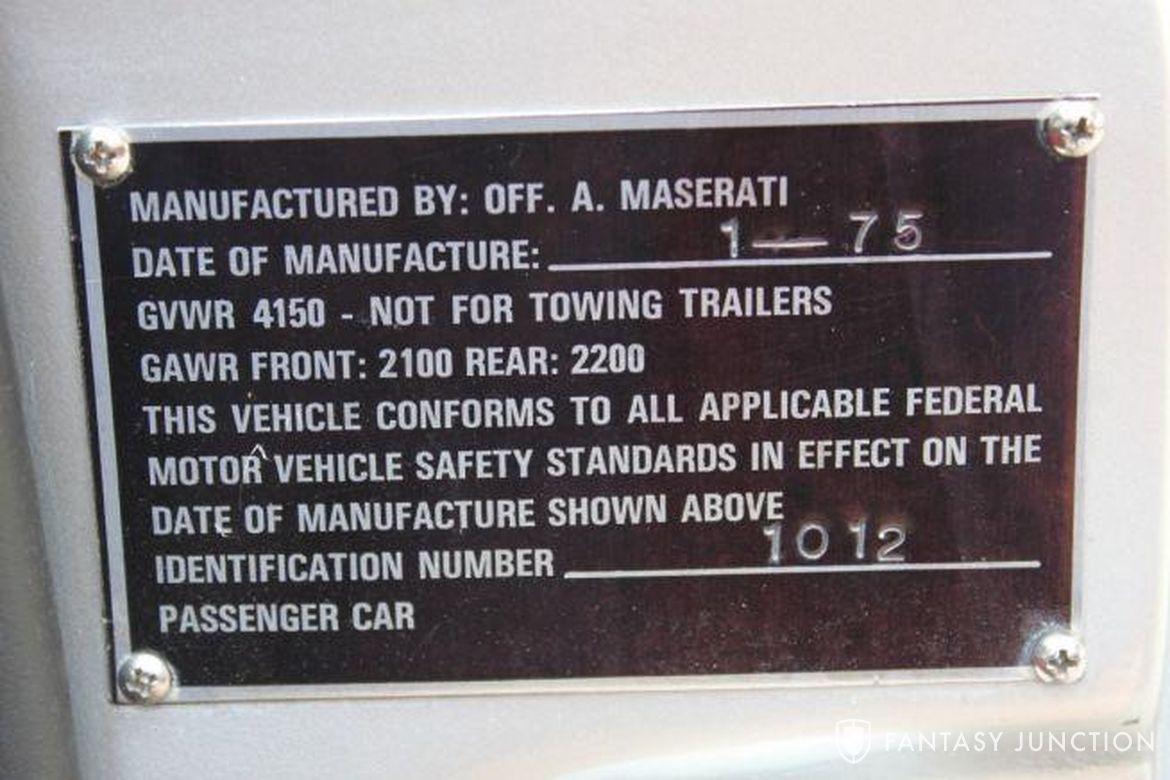 MANUFACTURED BY: OFF. A. MASERATI
DATE OF MANUFACTURE: 1—75
GVWR 4150 - NOT FOR TOWING TRAILERS
GAWR FRONT: 2100 REAR: 2200
THIS VEHICLE CONFORMS TO ALL APPLICABLE FEDERAL
MOTOR VEHICLE SAFETY STANDARDS IN EFFECT ON THE
DATE OF MANUFACTURE SHOWN ABOVE
IDENTIFICATION NUMBER 1012
PASSENGER CAR
FANTASY JUNCTION